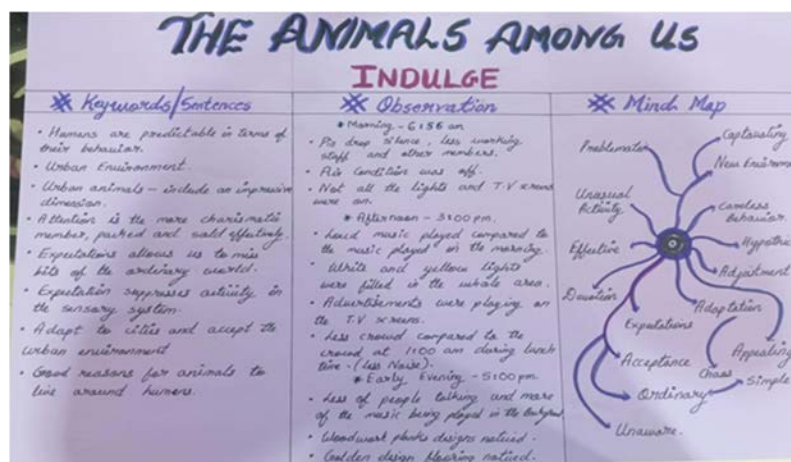 THE ANIMALS AMONG US
INDULGE
Keywords/Sentences
• Humans are predictable in terms of
their behavior.
• Urban Environment.
• Urban animals - include an impressive
dimension.
• Attention is the more charismatic
member, packed and sold effectively.
• Expectations allows us to miss
bits of the ordinary world.
• Expectation suppresses activity in
the sensory system.
• Adapt to cities and accept the
urban environment
• Good reasons for animals to
live around humans.
Observation
* Morning - 6:56 am
• Pin drop silence, less working
staff and other members.
• Air Condition was off.
• Not all the lights and T.V screens
were on.
* Afternoon - 3:00 pm.
• Loud music played compared to
the music played in the morning.
• White and yellow lights
were filled in the whole area.
• Advertisements were playing on
the T.V screens.
• Less crowd compared to the
crowd at 1:00 am during lunch
time. (less Noise).
* Early Evening - 5:00 pm.
• Less of people talking and more
of the music being played in the
• Woodwork planks designs noticed.
• Golden design noticed.
Mind Map
Problematic
Captivating
New
Unusual
Activity
Careless
Behavior.
Effective
Adjustment
Devotion
Adaptation
Expectations
Appealing
Acceptance
Chaos
Simple
Ordinary
Unaware.